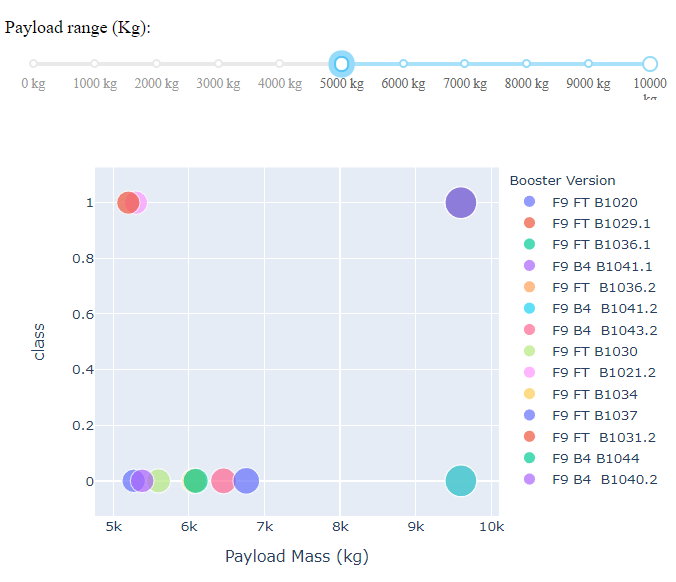 Payload range (Kg):
0 kg 1000 kg 2000 kg 3000 kg 4000 kg 5000 kg 6000 kg 7000 kg 8000 kg 9000 kg 10000
kg
Booster Version
F9 FT B1020
F9 FT B1029.1
F9 FT B1036.1
F9 B4 B1041.1
F9 FT  B1036.2
F9 B4  B1041.2
F9 B4  B1043.2
F9 FT B1030
F9 FT  B1021.2
F9 FT B1034
F9 FT B1037
F9 FT  B1031.2
F9 B4 B1044
F9 B4  B1040.2
1
0.8
0.6
0.4
0.2
0
class
5k 6k 7k 8k 9k 10k
Payload Mass (kg)